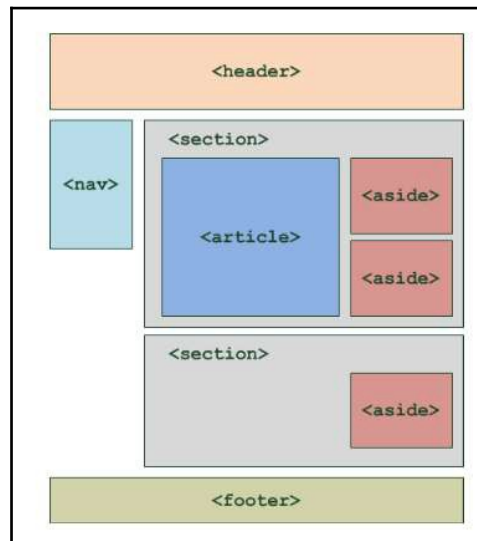 <header>
<section>
<nav>
<article>
<aside>
<aside>
<section>
<aside>
<footer>